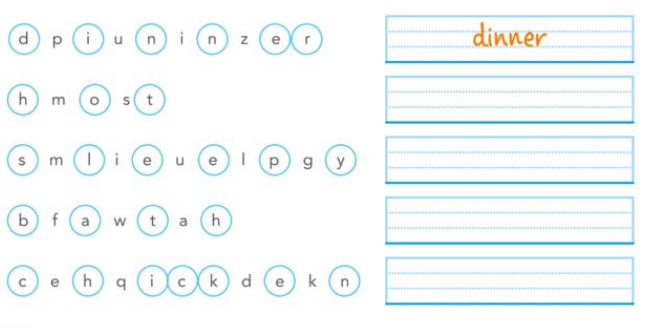 d p i u n i n z e r dinner
h m o s t
s m l i e u e l p g y
b f a w t a h
c e h q i c k d e k n